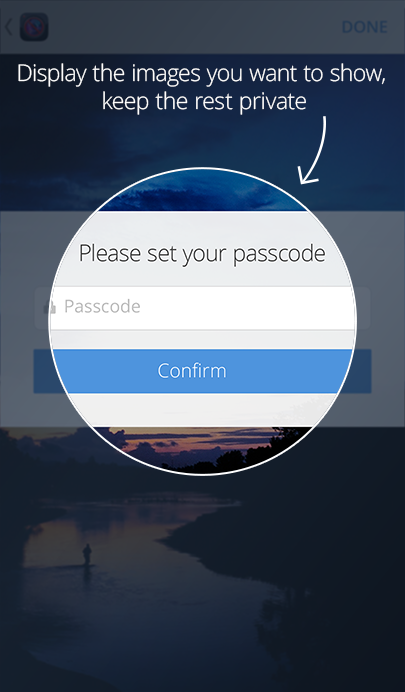 DONE
Display the images you want to show,
keep the rest private
Please set your passcode
Passcode
Confirm